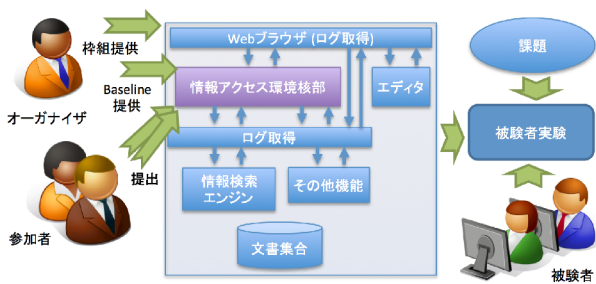 枠組提供
オーガナイザ
Baseline
提供
提出
参加者
Webブラウザ (ログ取得)
情報アクセス環境核部
エディタ
ログ取得
情報検索
エンジン
その他機能
文書集合
課題
被験者実験
被験者